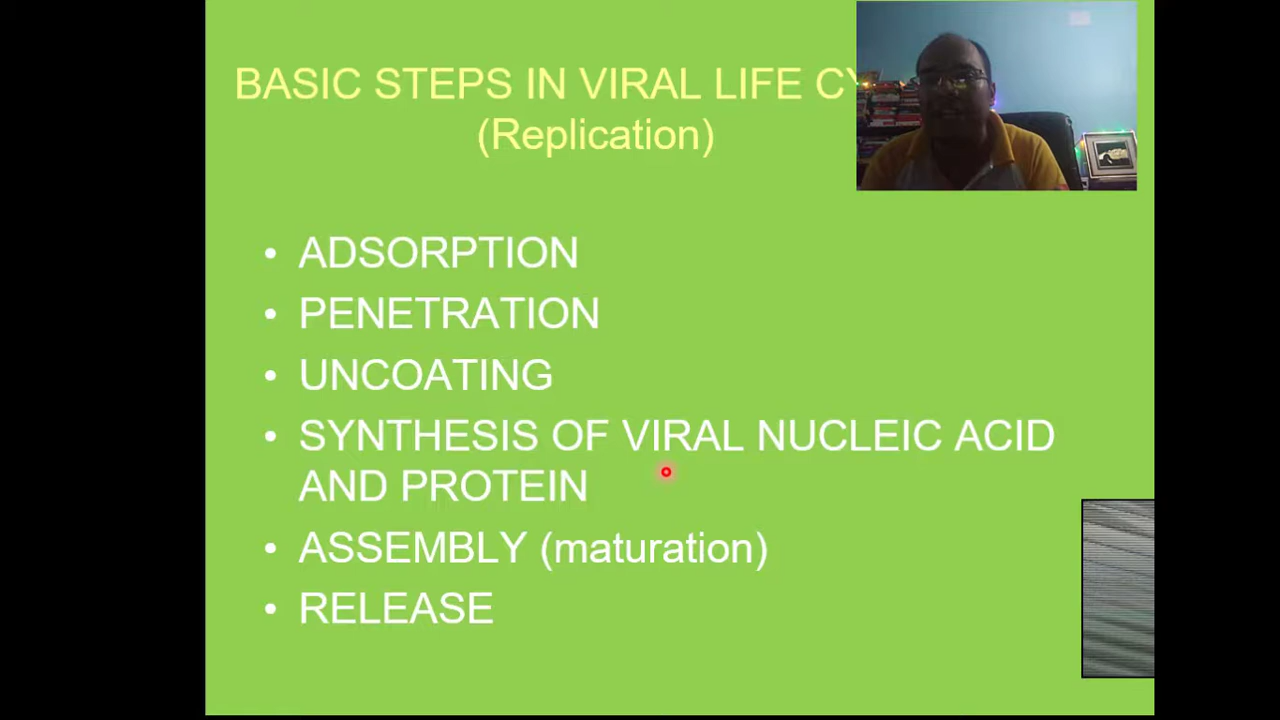 BASIC STEPS IN VIRAL LIFE
(Replication)
• ADSORPTION
• PENETRATION
• UNCOATING
• SYNTHESIS OF VIRAL NUCLEIC ACID
AND PROTEIN
• ASSEMBLY (maturation)
• RELEASE